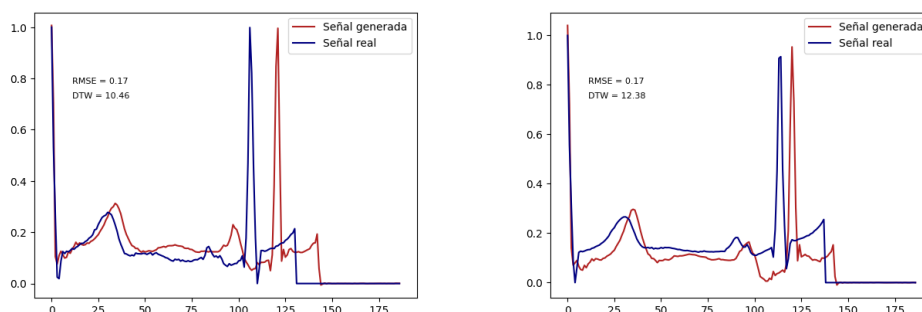 Señal generada
Señal real
RMSE = 0.17
DTW = 10.46
1.0
0.8
0.6
0.4
0.2
0.0
0 25 50 75 100 125 150 175
Señal generada
Señal real
RMSE = 0.17
DTW = 12.38
1.0
0.8
0.6
0.4
0.2
0.0
0 25 50 75 100 125 150 175